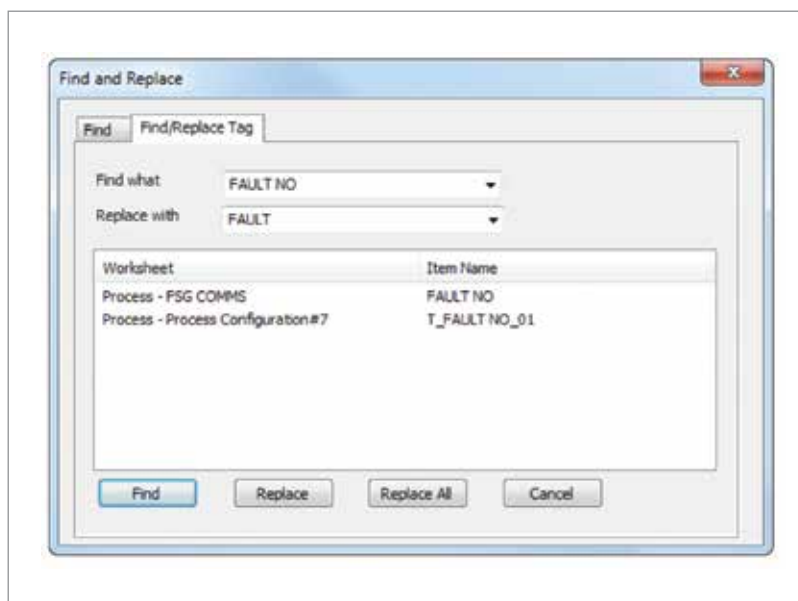 Find and Replace
Find Find/Replace Tag
Find what FAULT NO
Replace with FAULT
Worksheet Item Name
Process - FSG COMMS FAULT NO
Process - Process Configuration#7 T_FAULT NO_01
Find Replace Replace All Cancel